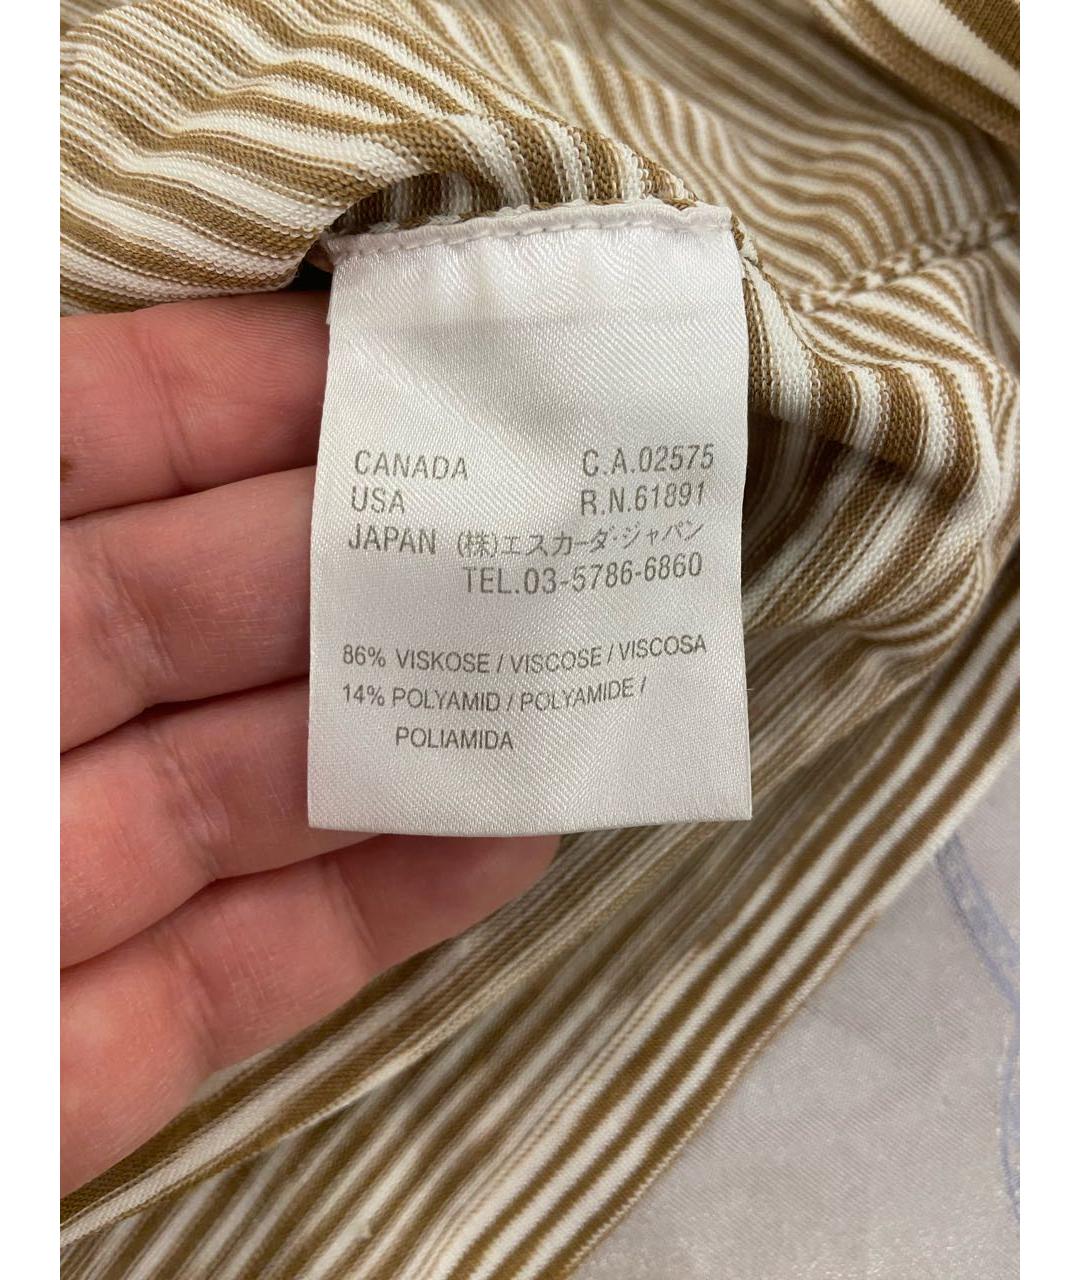 CANADA C.A.02575
USA R.N.61891
JAPAN (株)エスカーダ・ジャパン
TEL.03-5786-6860
86% VISKOSE / VISCOSE / VISCOSA
14% POLYAMID / POLYAMIDE /
POLIAMIDA